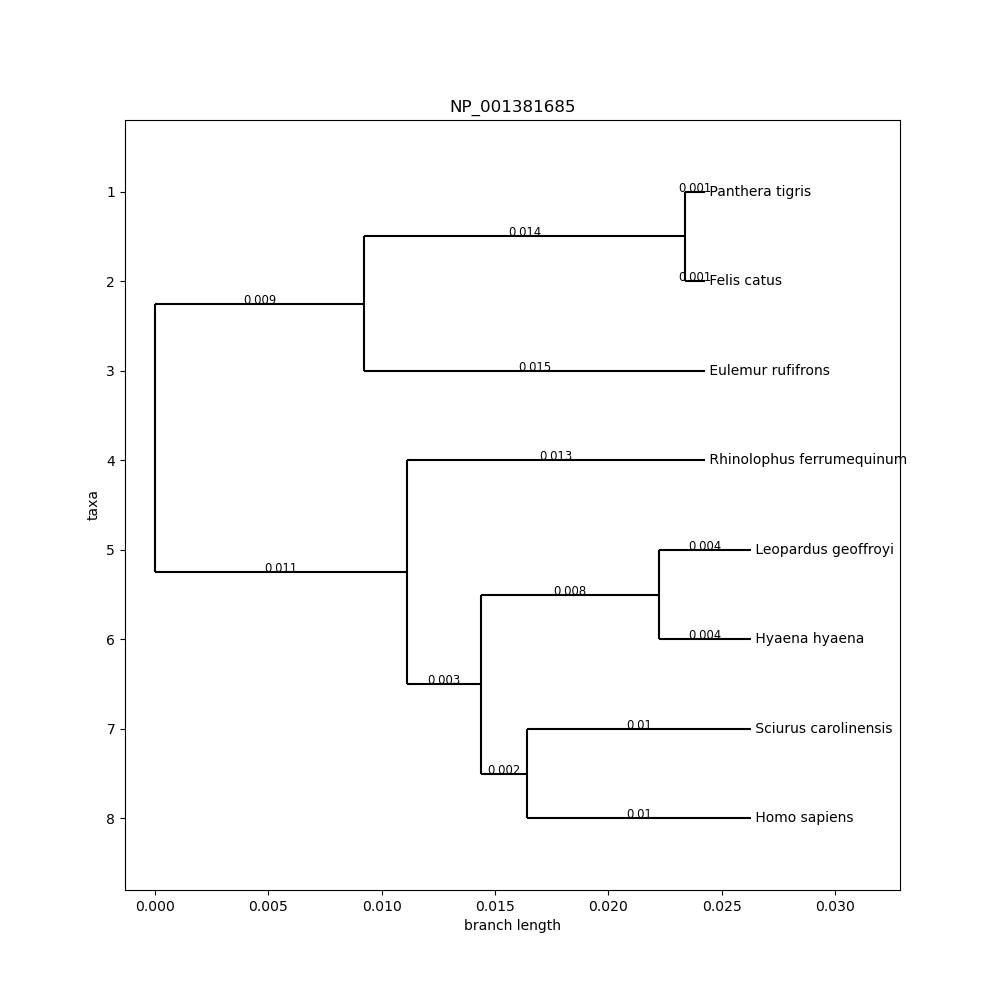 NP_001381685
1
0.001
Panthera tigris
0.014
2
0.001
Felis catus
0.009
3
0.015
Eulemur rufifrons
4
0.013
Rhinolophus ferrumequinum
taxa
5
0.004
Leopardus geoffroyi
0.011
0.008
6
0.004
Hyaena hyaena
0.003
7
0.01
Sciurus carolinensis
0.002
8
0.01
Homo sapiens
0.000 0.005 0.010 0.015 0.020 0.025 0.030
branch length